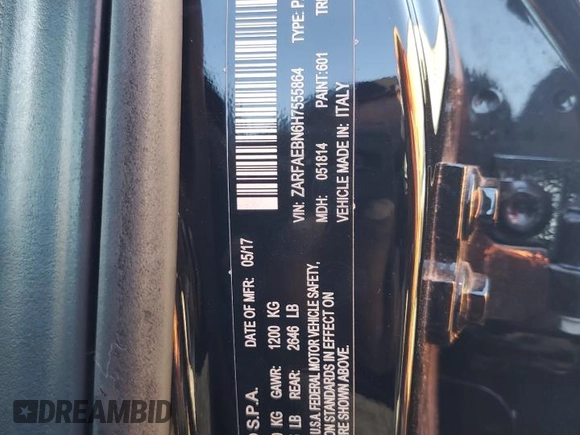 O S.P.A. DATE OF MFR: 05/17
KG GAWR: 1200 KG
LB REAR: 2646 LB
U.S.A. FEDERAL MOTOR VEHICLE SAFETY,
ON STANDARDS IN EFFECT ON
RE SHOWN ABOVE.
VIN: ZARFAEBN6H7555864 TYPE: P
MDH: 051814 PAINT:601 TRI
VEHICLE MADE IN: ITALY
DREAMBID